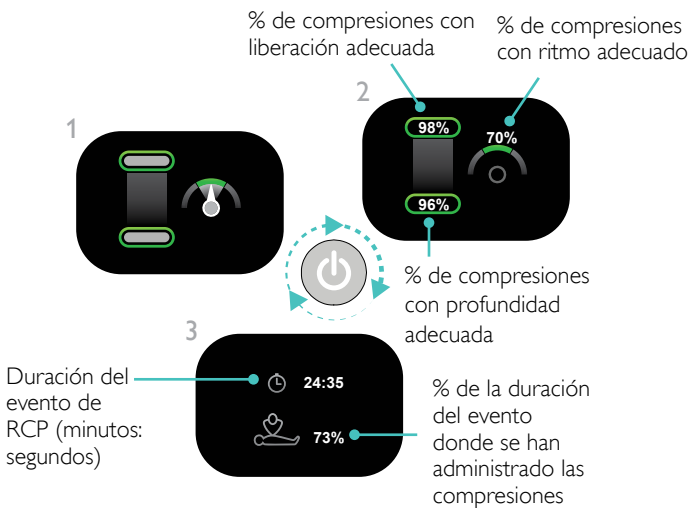 % de compresiones con
liberación adecuada
% de compresiones
con ritmo adecuado
1
2
98%
70%
96%
% de compresiones
con profundidad
adecuada
3
Duración del
evento de
RCP (minutos:
segundos)
24:35
73%
% de la duración
del evento
donde se han
administrado las
compresiones